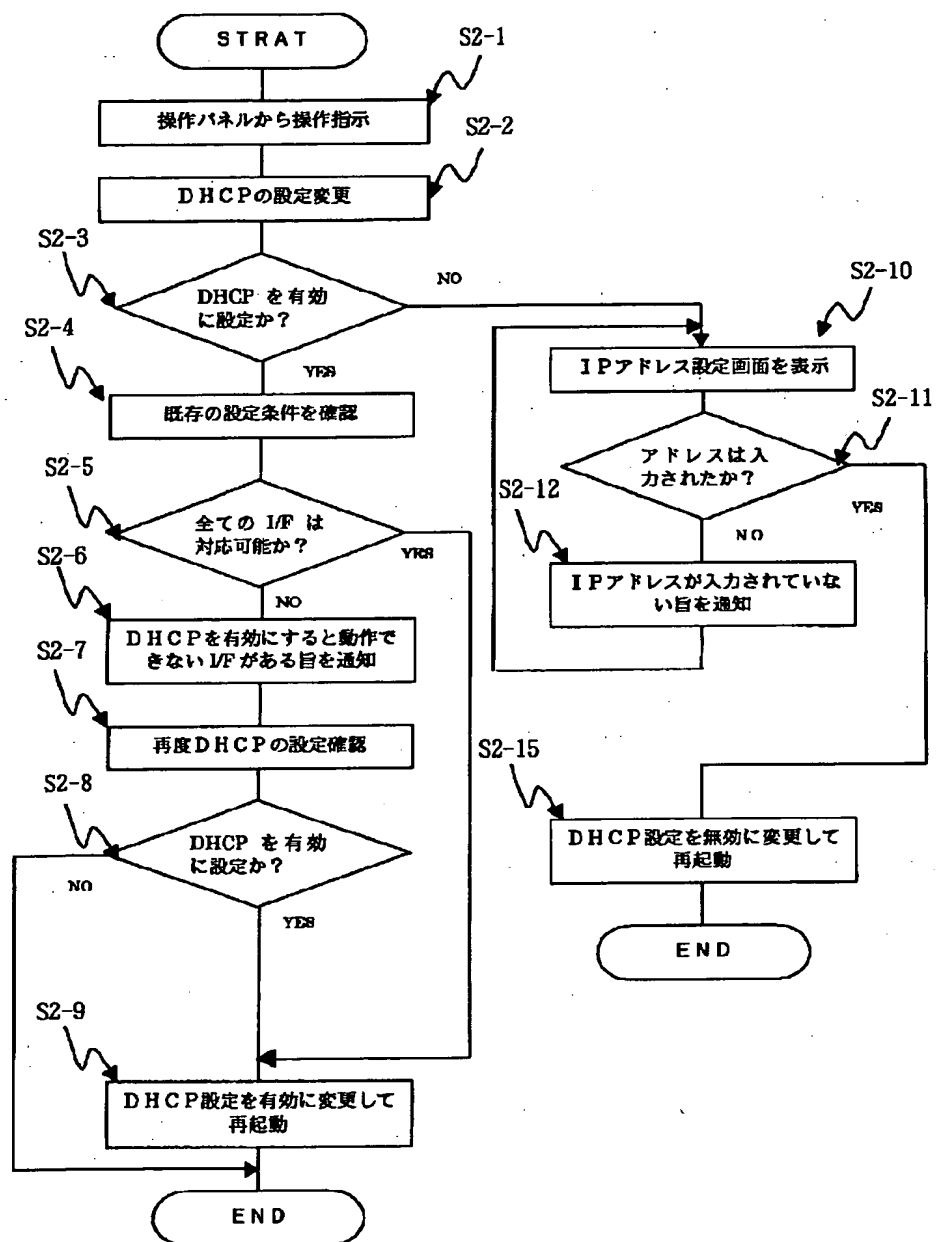 STRAT
S2-1
操作パネルから操作指示
S2-2
DHCPの設定変更
S2-3
DHCP を有効
に設定か？
NO
YES
S2-4
既存の設定条件を確認
S2-5
全ての I/F は
対応可能か？
YRS
NO
S2-6
DHCPを有効にすると動作で
きない I/Fがある旨を通知
S2-7
再度DHCPの設定確認
S2-8
DHCP を有効
に設定か？
NO
YES
S2-9
DHCP設定を有効に変更して
再起動
END
S2-10
IPアドレス設定画面を表示
S2-11
アドレスは入
力されたか？
YES
NO
S2-12
IPアドレスが入力されていな
い旨を通知
S2-15
DHCP設定を無効に変更して
再起動
END